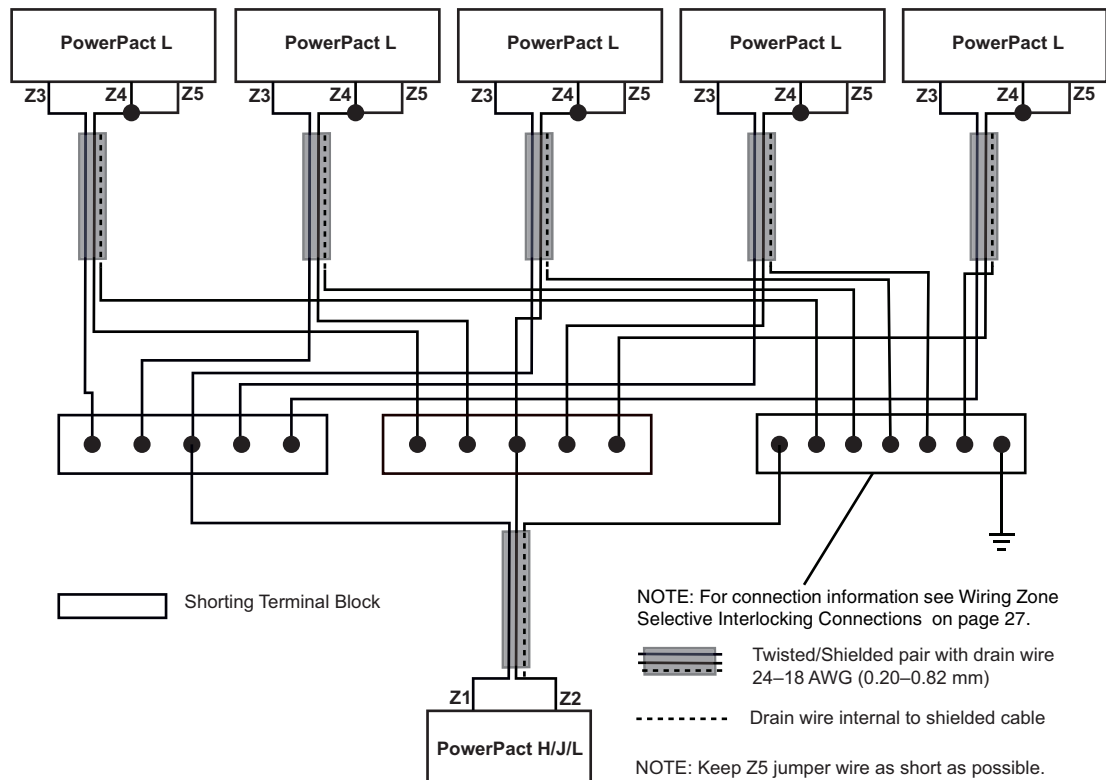 PowerPact L PowerPact L PowerPact L PowerPact L PowerPact L
Z3 Z4 Z5 Z3 Z4 Z5 Z3 Z4 Z5 Z3 Z4 Z5 Z3 Z4 Z5
Shorting Terminal Block
NOTE: For connection information see Wiring Zone
Selective Interlocking Connections on page 27.
Twisted/Shielded pair with drain wire
24–18 AWG (0.20–0.82 mm)
Drain wire internal to shielded cable
Z1 Z2
PowerPact H/J/L
NOTE: Keep Z5 jumper wire as short as possible.